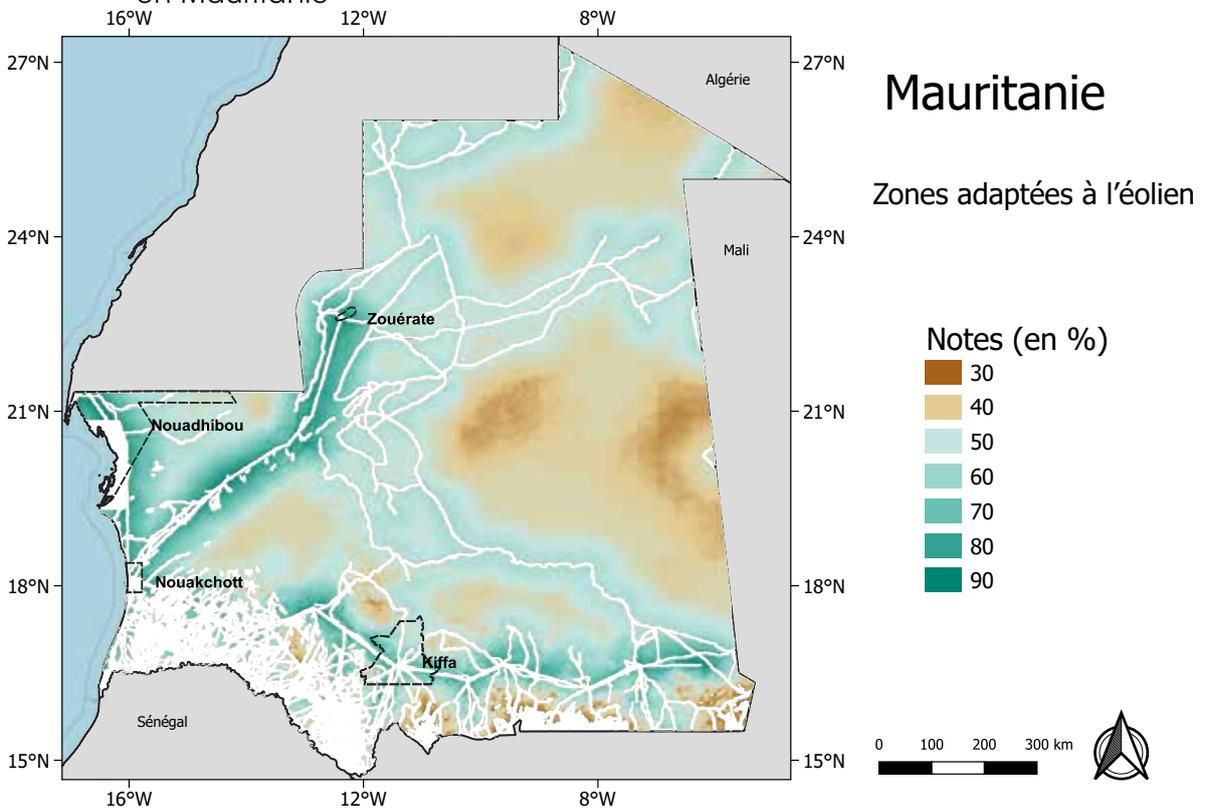 en Mauritanie
16°W 12°W 8°W
27°N 27°N
Algérie
Mauritanie
Zones adaptées à l'éolien
24°N 24°N
Mali
Zouérate
Notes (en %)
30
40
21°N 21°N
Nouadhibou
50
60
70
80
90
18°N 18°N
Nouakchott
Kiffa
Sénégal
0 100 200 300 km
15°N 15°N
16°W 12°W 8°W